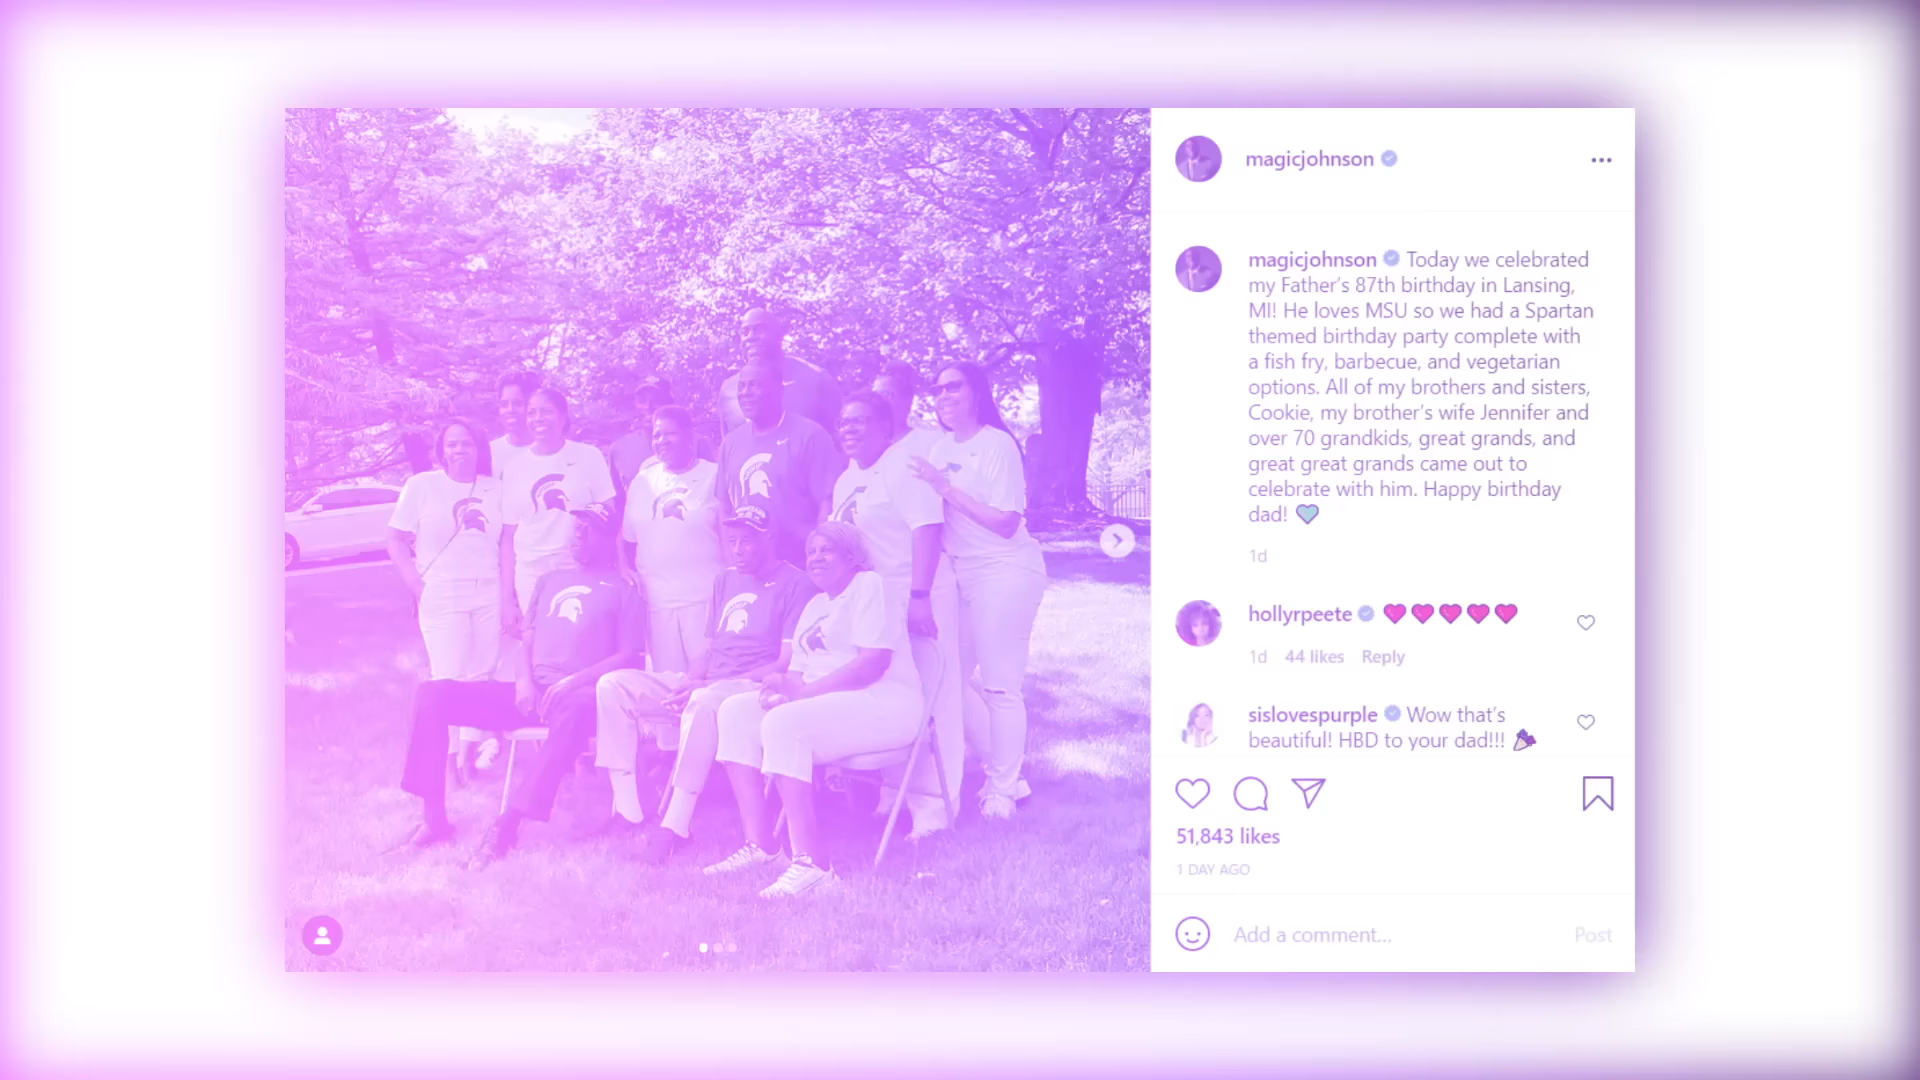 magicjohnson
magicjohnson Today we celebrated
my Father's 87th birthday in Lansing,
MI! He loves MSU so we had a Spartan
themed birthday party complete with
a fish fry, barbecue, and vegetarian
options. All of my brothers and sisters,
Cookie, my brother's wife Jennifer and
over 70 grandkids, great grands, and
great great grands came out to
celebrate with him. Happy birthday
dad!
1d
hollyrpeete
1d 44 likes Reply
sislovespurple Wow that's
beautiful! HBD to your dad!!!
51,843 likes
1 DAY AGO
Add a comment...
Post